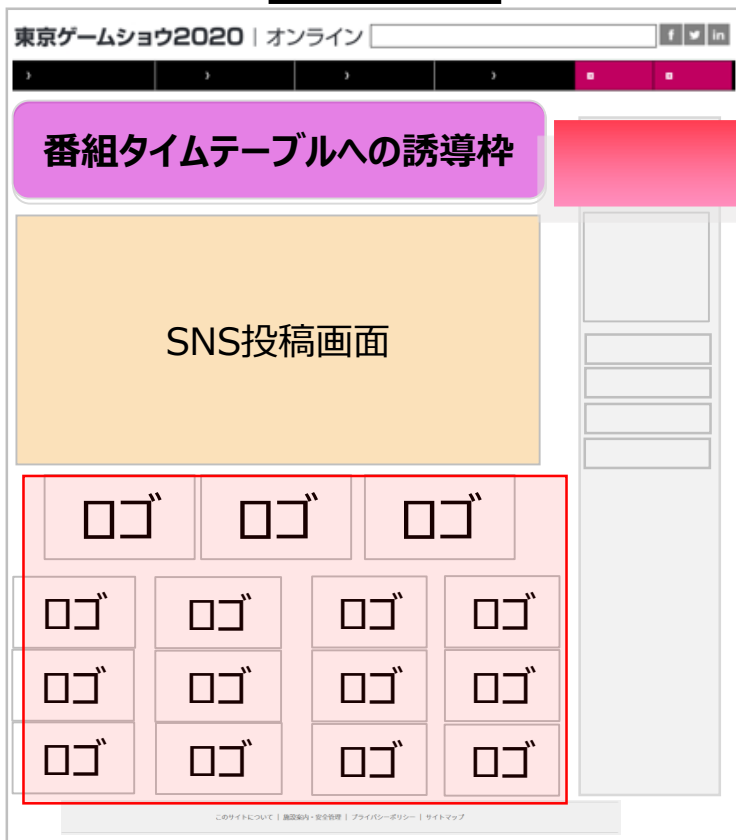 東京ゲームショウ2020 | オンライン
f in
番組タイムテーブルへの誘導枠
SNS投稿画面
ロゴ ロゴ ロゴ
ロゴ ロゴ ロゴ ロゴ
ロゴ ロゴ ロゴ ロゴ
ロゴ ロゴ ロゴ ロゴ
このサイトについて | 施設案内・安全管理 | プライバシーポリシー | サイトマップ